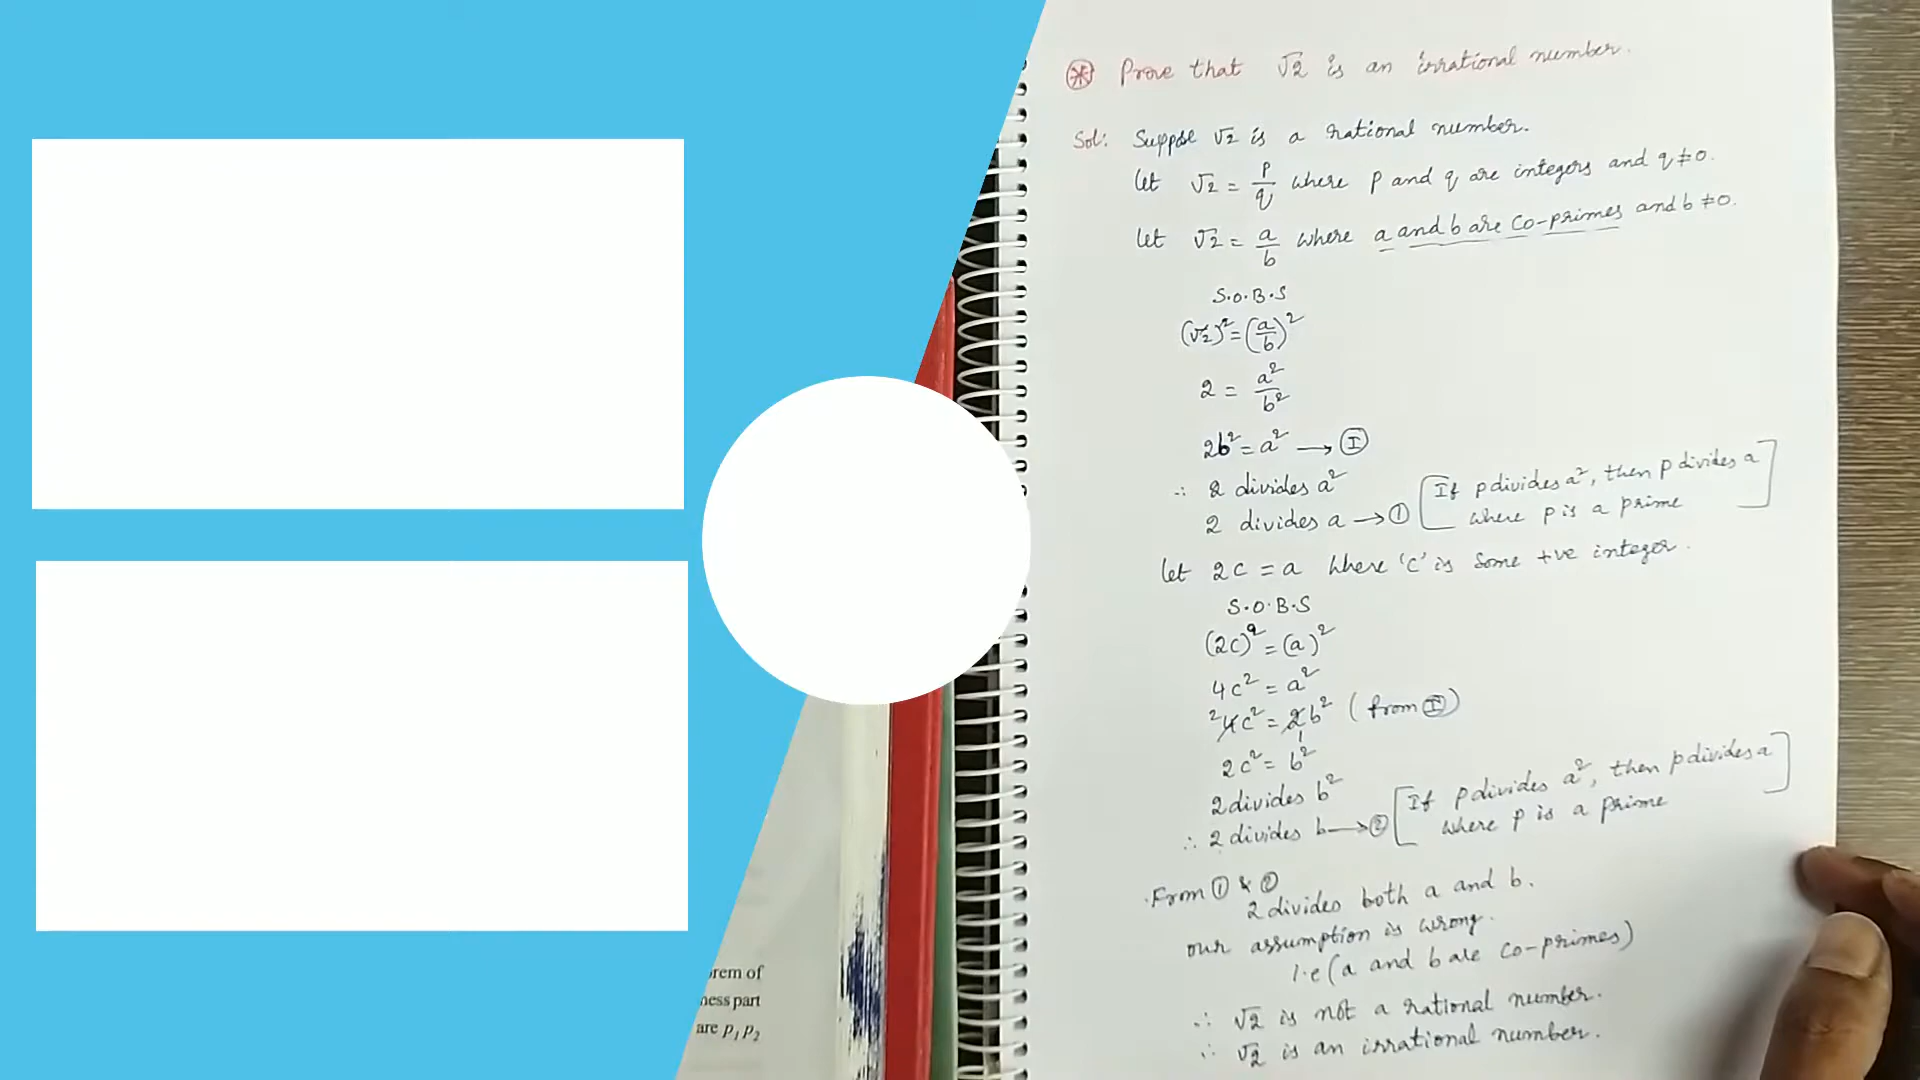 ⊛ Prove that √2 is an irrational number.
Sol: Suppose √2 is a rational number.
let √2 = p/q where p and q are integers and q≠0.
let √2 = a/b where a and b are co-primes and b≠0.
S.O.B.S
(√2)² = (a/b)²
2 = a²/b²
2b² = a² → Ⓘ
∴ 2 divides a² [If p divides a², then p divides a
2 divides a → ① where p is a prime]
let 2c = a where 'c' is some +ve integer.
S.O.B.S
(2c)² = (a)²
4c² = a²
²4c² = 2b² (from Ⓘ)
1
2c² = b²
2 divides b² [If p divides a², then p divides a
∴ 2 divides b → ② where p is a prime]
From ① & ②
2 divides both a and b.
our assumption is wrong.
i.e (a and b are co-primes)
∴ √2 is not a rational number.
∴ √2 is an irrational number.
rem of
ness part
are p₁ p₂